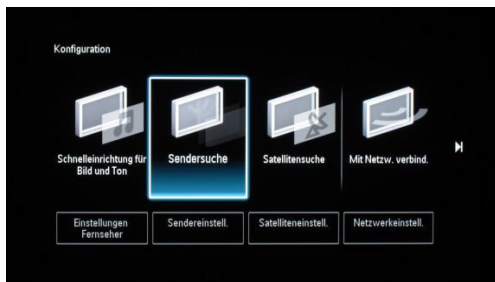 Konfiguration
Schnelleinrichtung für
Bild und Ton
Sendersuche
Satellitensuche
Mit Netzw. verbind.
Einstellungen
Fernseher
Sendereinstell.
Satelliteneinstell.
Netzwerkeinstell.